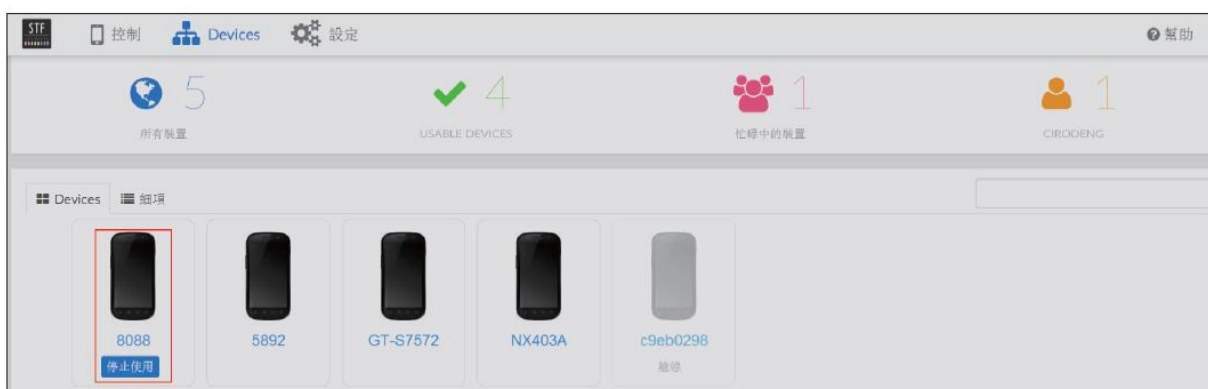 STF
控制
Devices
設定
幫助
5
所有裝置
4
USABLE DEVICES
1
忙碌中的裝置
1
CIRODENG
Devices
細項
8088
停止使用
5892
GT-S7572
NX403A
c9eb0298
離線